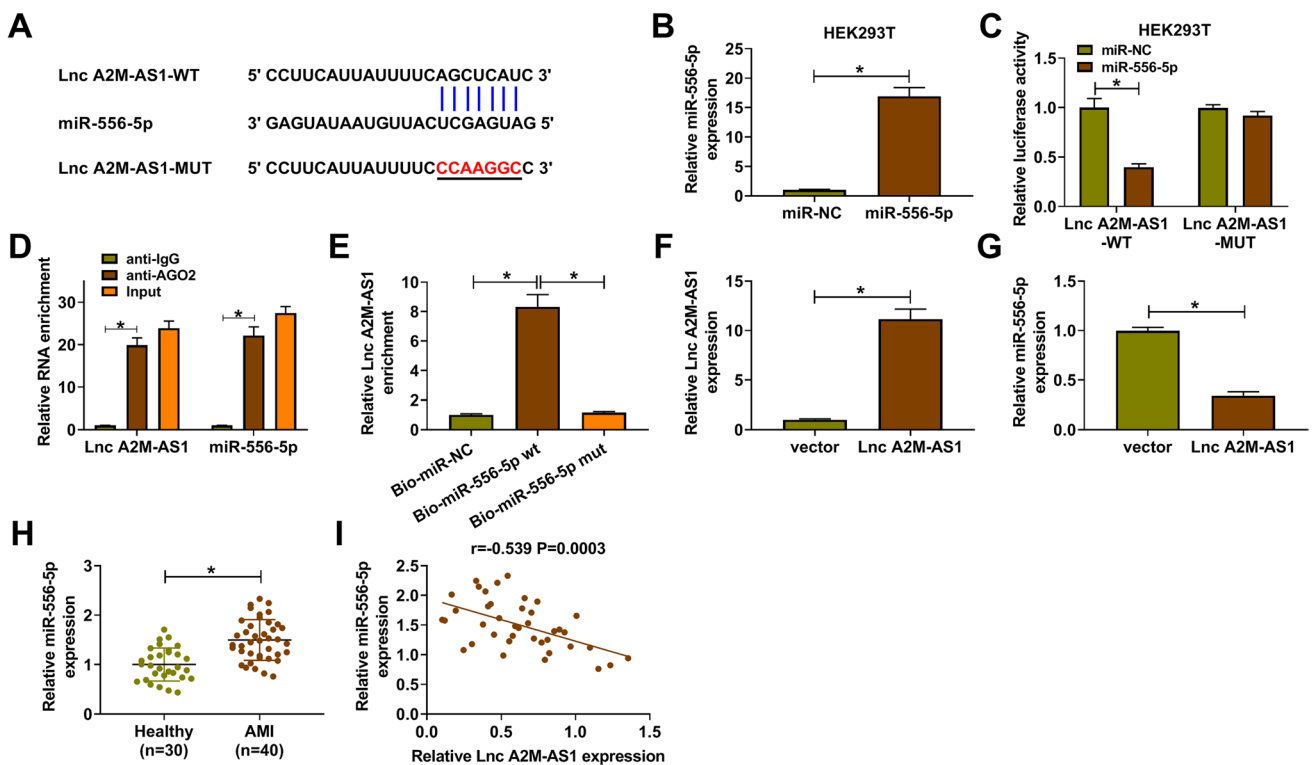 A
Lnc A2M-AS1-WT 5' CCUUCAUUAUUUUCAGCUCAUC 3'
miR-556-5p 3' GAGUAUAAUGUUACUCGAGUAG 5'
Lnc A2M-AS1-MUT 5' CCUUCAUUAUUUUCCCAAGGCC 3'
B
HEK293T
Relative miR-556-5p
expression
25
20
15
10
5
0
*
miR-NC miR-556-5p
C
HEK293T
miR-NC
miR-556-5p
Relative luciferase activity
1.5
1.0
0.5
0.0
*
Lnc A2M-AS1
-WT
Lnc A2M-AS1
-MUT
D
anti-IgG
anti-AGO2
Input
Relative RNA enrichment
30
20
10
0
* *
Lnc A2M-AS1 miR-556-5p
E
Relative Lnc A2M-AS1
enrichment
10
8
6
4
2
0
* *
Bio-miR-NC
Bio-miR-556-5p wt
Bio-miR-556-5p mut
F
Relative Lnc A2M-AS1
expression
15
10
5
0
*
vector Lnc A2M-AS1
G
Relative miR-556-5p
expression
1.5
1.0
0.5
0.0
*
vector Lnc A2M-AS1
H
Relative miR-556-5p
expression
3
2
1
0
*
Healthy
(n=30)
AMI
(n=40)
I
r=-0.539 P=0.0003
Relative miR-556-5p
expression
2.5
2.0
1.5
1.0
0.5
0.0
0.0 0.5 1.0 1.5
Relative Lnc A2M-AS1 expression